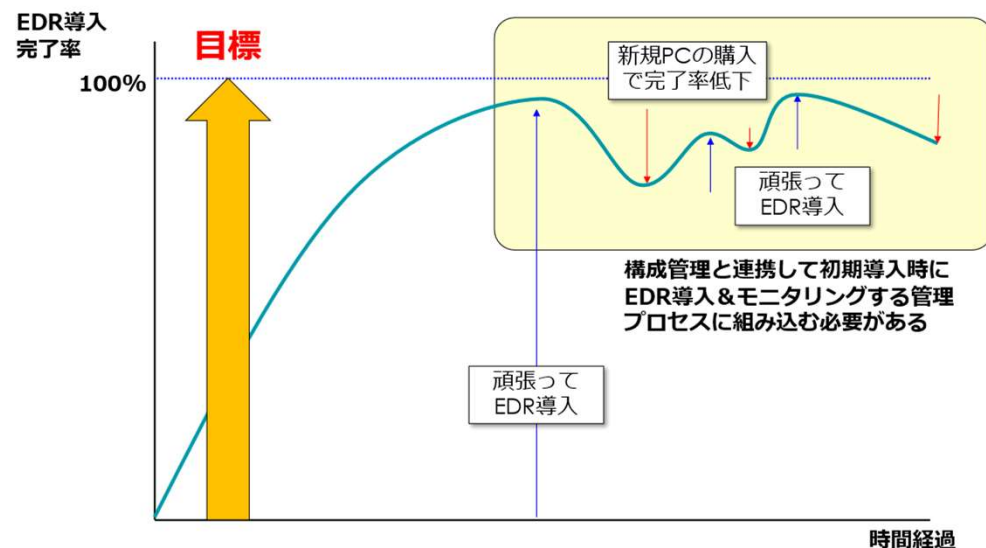 EDR導入
完了率
目標
100%
新規PCの購入
で完了率低下
頑張って
EDR導入
構成管理と連携して初期導入時に
EDR導入&モニタリングする管理
プロセスに組み込む必要がある
頑張って
EDR導入
時間経過